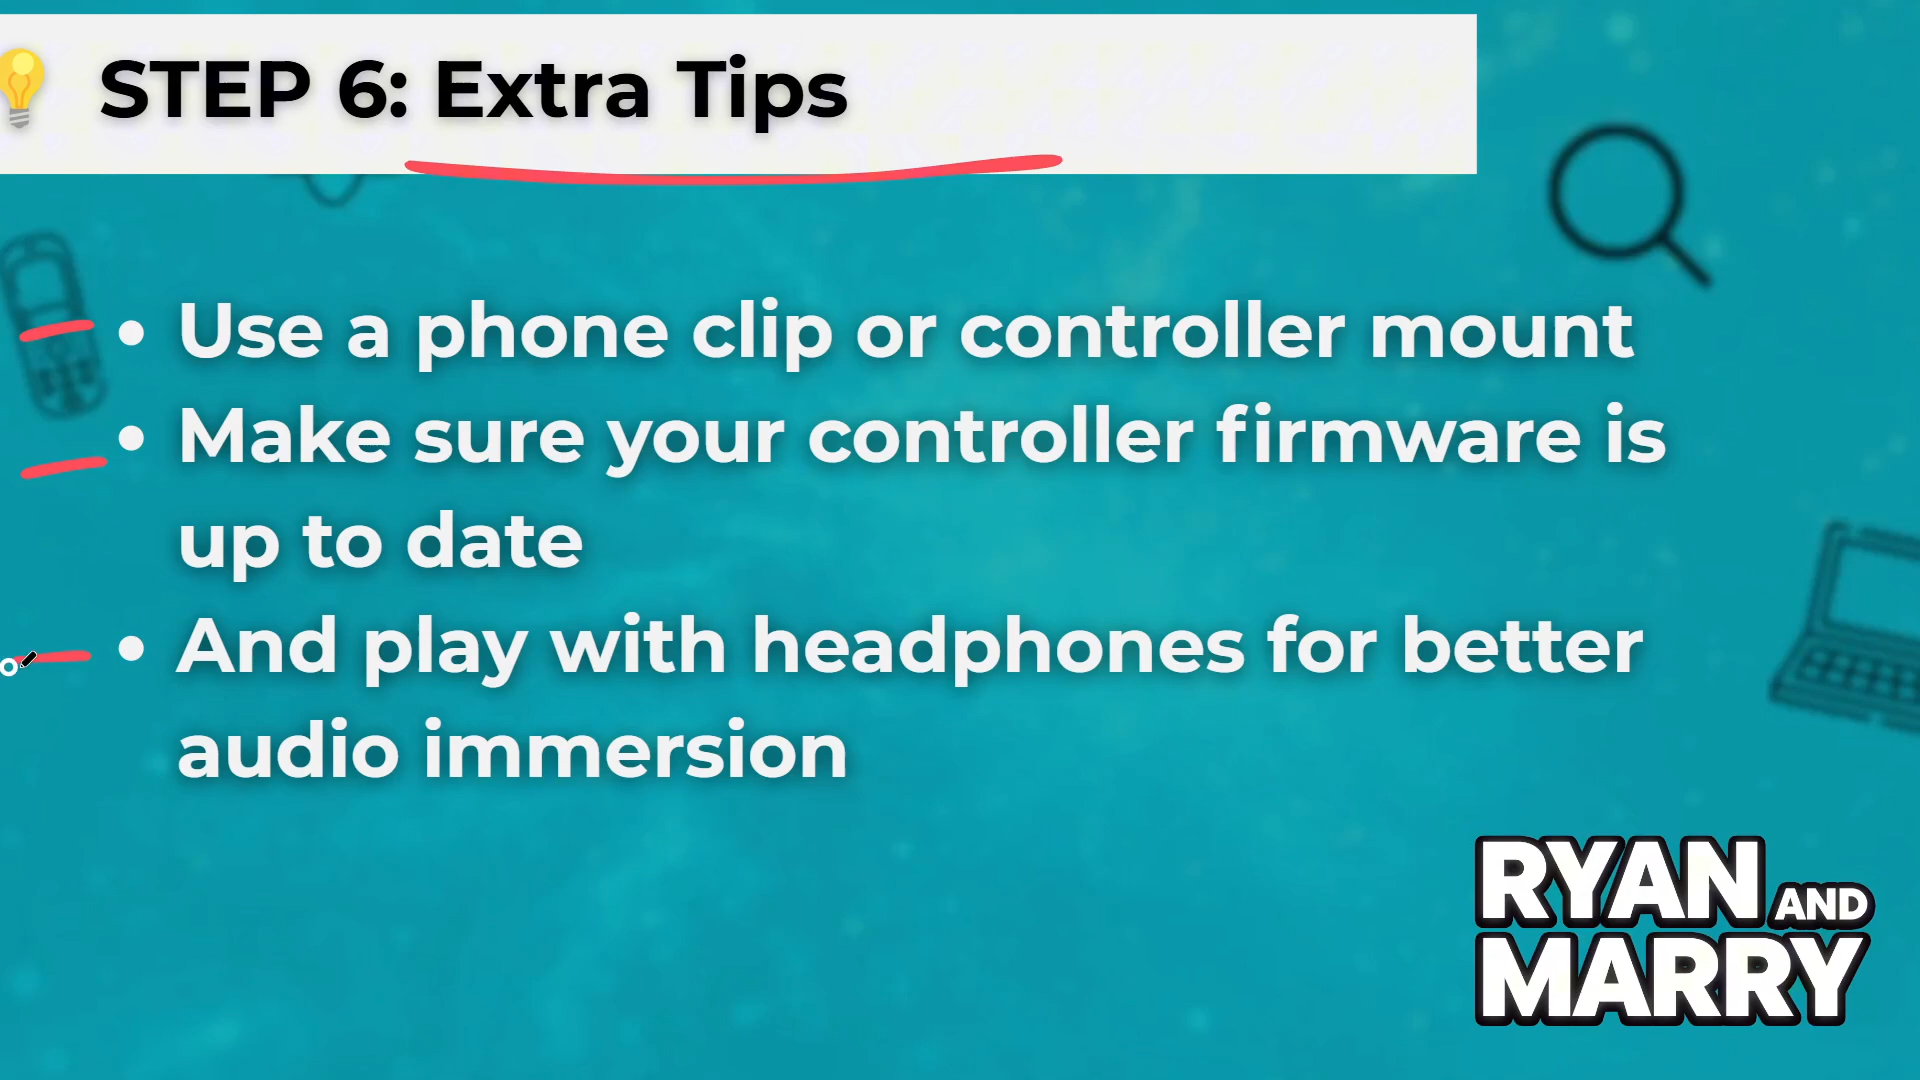 STEP 6: Extra Tips
• Use a phone clip or controller mount
• Make sure your controller firmware is
up to date
• And play with headphones for better
audio immersion
RYAN AND
MARRY